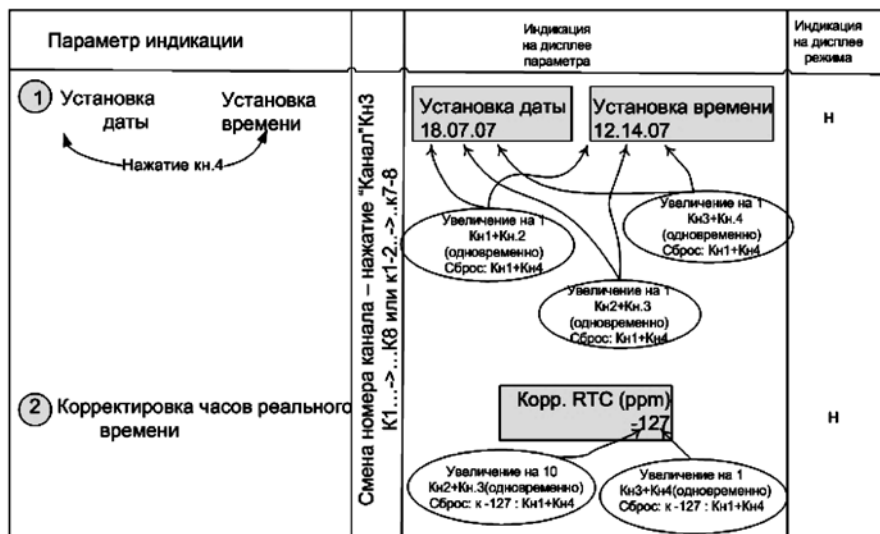 Параметр индикации
Индикация
на дисплее
параметра
Индикация
на дисплее
режима
Смена номера канала – нажатие "Канал"Кн3
К1....->...К8 или к1-2..->..к7-8
1
Установка
даты
Установка
времени
Нажатие кн.4
Установка даты
18.07.07
Установка времени
12.14.07
Н
Увеличение на 1
Кн1+Кн.2
(одновременно)
Сброс: Кн1+Кн4
Увеличение на 1
Кн3+Кн.4
(одновременно)
Сброс: Кн1+Кн4
Увеличение на 1
Кн2+Кн.3
(одновременно)
Сброс: Кн1+Кн4
2
Корректировка часов реального
времени
Корр. RTC (ppm)
-127
Н
Увеличение на 10
Кн2+Кн.3(одновременно)
Сброс: к -127 : Кн1+Кн4
Увеличение на 1
Кн3+Кн4(одновременно)
Сброс: к -127 : Кн1+Кн4